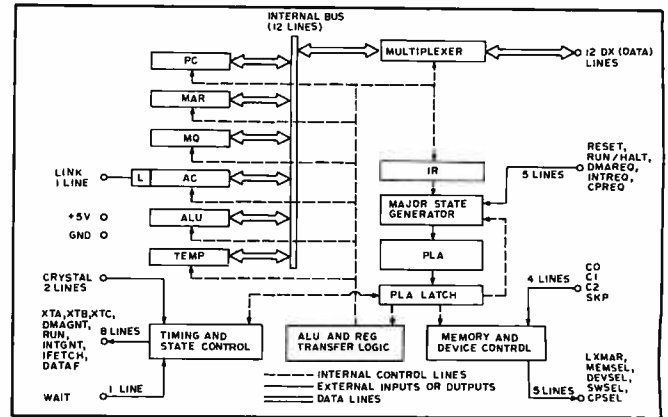 INTERNAL BUS
(12 LINES)
PC
MULTIPLEXER
12 DX (DATA)
LINES
MAR
MQ
LINK
1 LINE
L
AC
IR
5 LINES
RESET,
RUN/HALT,
DMAREQ,
INTREQ,
CPREQ
+5V
ALU
MAJOR STATE
GENERATOR
GND
TEMP
PLA
CRYSTAL
2 LINES
PLA LATCH
4 LINES
C0
C1
C2
SKP
XTA,XTB,XTC,
DMAGNT,
RUN,
INTGNT,
IFETCH,
DATAF
8 LINES
TIMING AND
STATE CONTROL
ALU AND REG
TRANSFER LOGIC
MEMORY AND
DEVICE CONTROL
WAIT
1 LINE
INTERNAL CONTROL LINES
EXTERNAL INPUTS OR OUTPUTS
DATA LINES
5 LINES
LXMAR,
MEMSEL,
DEVSEL,
SWSEL,
CPSEL